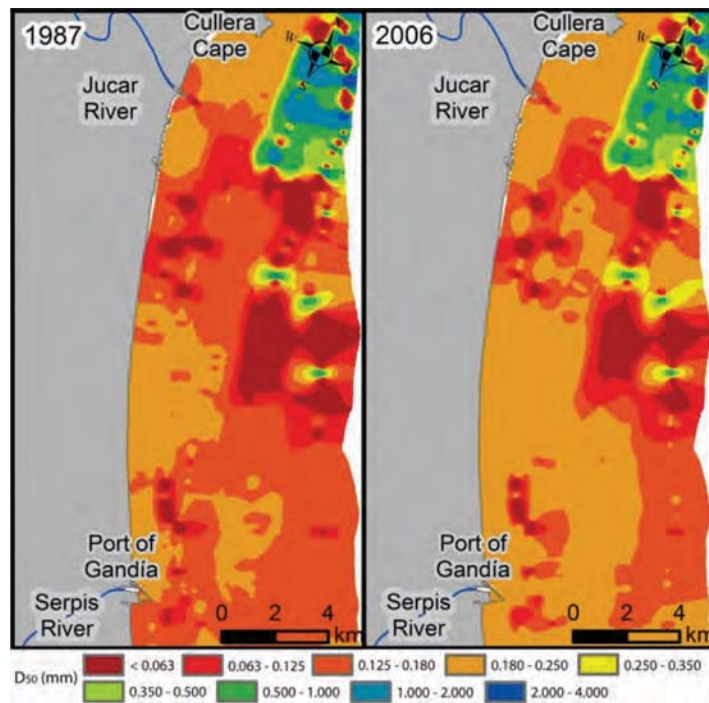 1987
Cullera
Cape
Jucar
River
Port of
Gandía
Serpis
River
0 2 4
km
2006
Cullera
Cape
Jucar
River
Port of
Gandía
Serpis
River
0 2 4
km
D50 (mm)
< 0.063 0.063 - 0.125 0.125 - 0.180 0.180 - 0.250 0.250 - 0.350
0.350 - 0.500 0.500 - 1.000 1.000 - 2.000 2.000 - 4.000